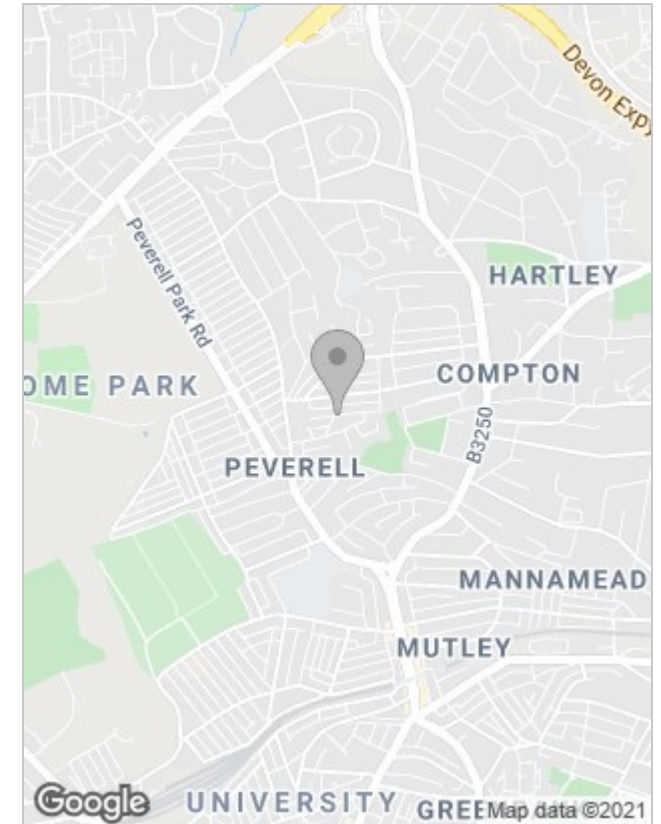 Devon Expy
Peverell Park Rd
HARTLEY
COMPTON
OME PARK
B3250
PEVERELL
MANNAMEAD
MUTLEY
UNIVERSITY
GREE
Google
Map data ©2021